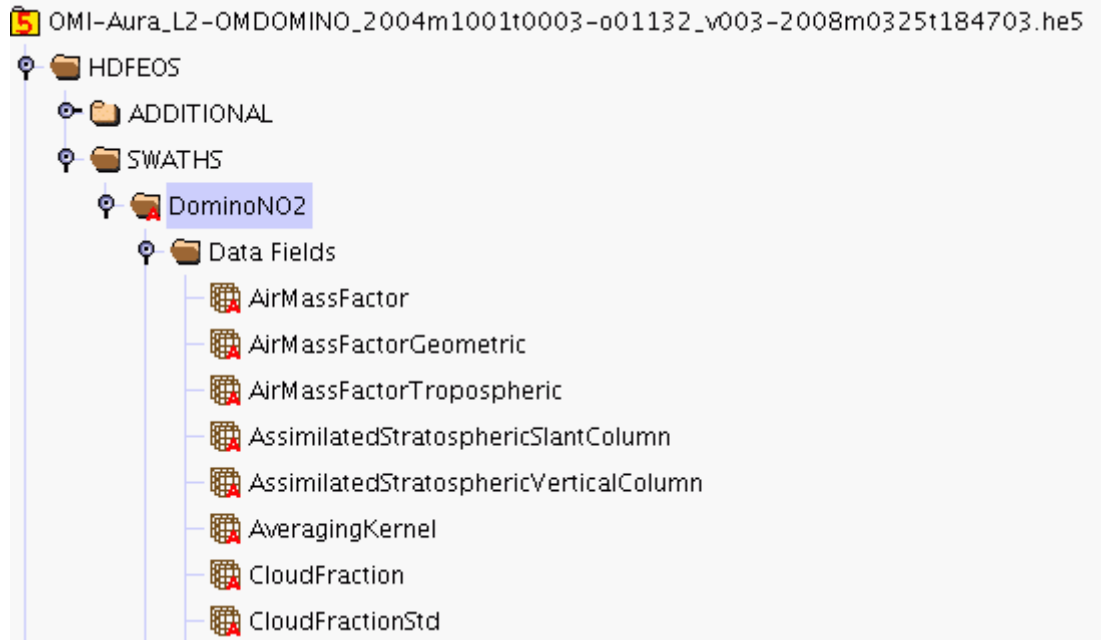 OMI-Aura_L2-OMDOMINO_2004m1001t0003-o01132_v003-2008m0325t184703.he5
HDFEOS
ADDITIONAL
SWATHS
DominoNO2
Data Fields
AirMassFactor
AirMassFactorGeometric
AirMassFactorTropospheric
AssimilatedStratosphericSlantColumn
AssimilatedStratosphericVerticalColumn
AveragingKernel
CloudFraction
CloudFractionStd